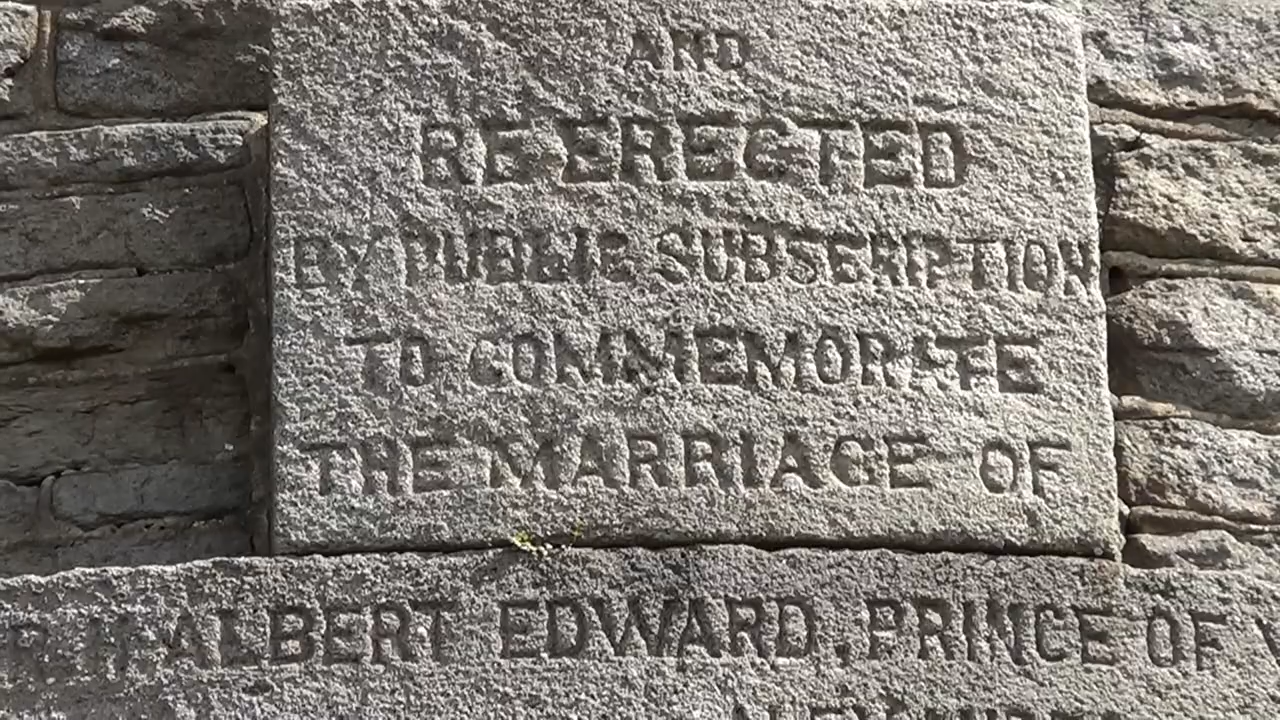 AND
RE-ERECTED
BY PUBLIC SUBSCRIPTION
TO COMMEMORATE
THE MARRIAGE OF
ALBERT EDWARD, PRINCE OF